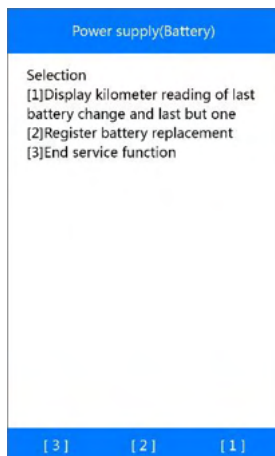 Power supply(Battery)
Selection
[1]Display kilometer reading of last
battery change and last but one
[2]Register battery replacement
[3]End service function
[3] [2] [1]